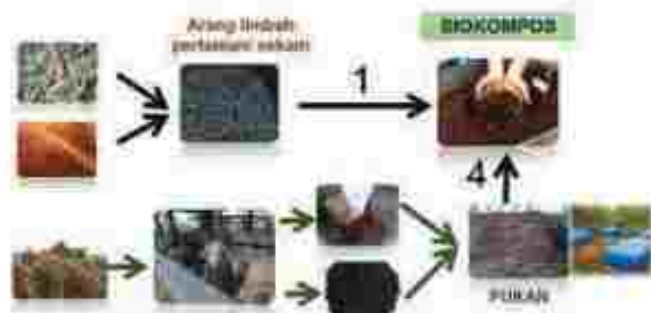 Arang limbah
pertanian sekam
BIOKOMPOS
1
4
PUKAN